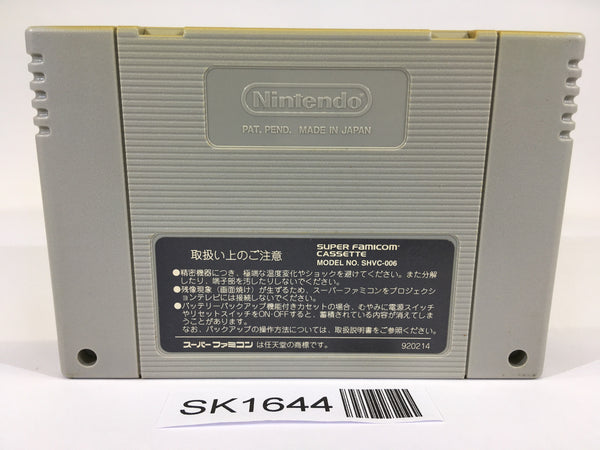 Nintendo
PAT. PEND. MADE IN JAPAN
取扱い上のご注意
SUPER FAMICOM
CASSETTE
MODEL NO. SHVC-006
●精密機器につき、極端な温度変化やショックを避けてください。また分解
したり、端子部を汚したりしないでください。
●残像現象（画面焼け）が生ずるため、スーパーファミコンをプロジェクシ
ョンテレビには接続しないでください。
●バッテリーバックアップ機能付きカセットの場合、むやみに電源スイッチ
やリセットスイッチをON・OFFすると、蓄積されている内容が消えてしま
うことがあります。
なお、バックアップの操作方法については、取扱説明書をご参照ください。
スーパーファミコン は任天堂の商標です。
920214
SK1644